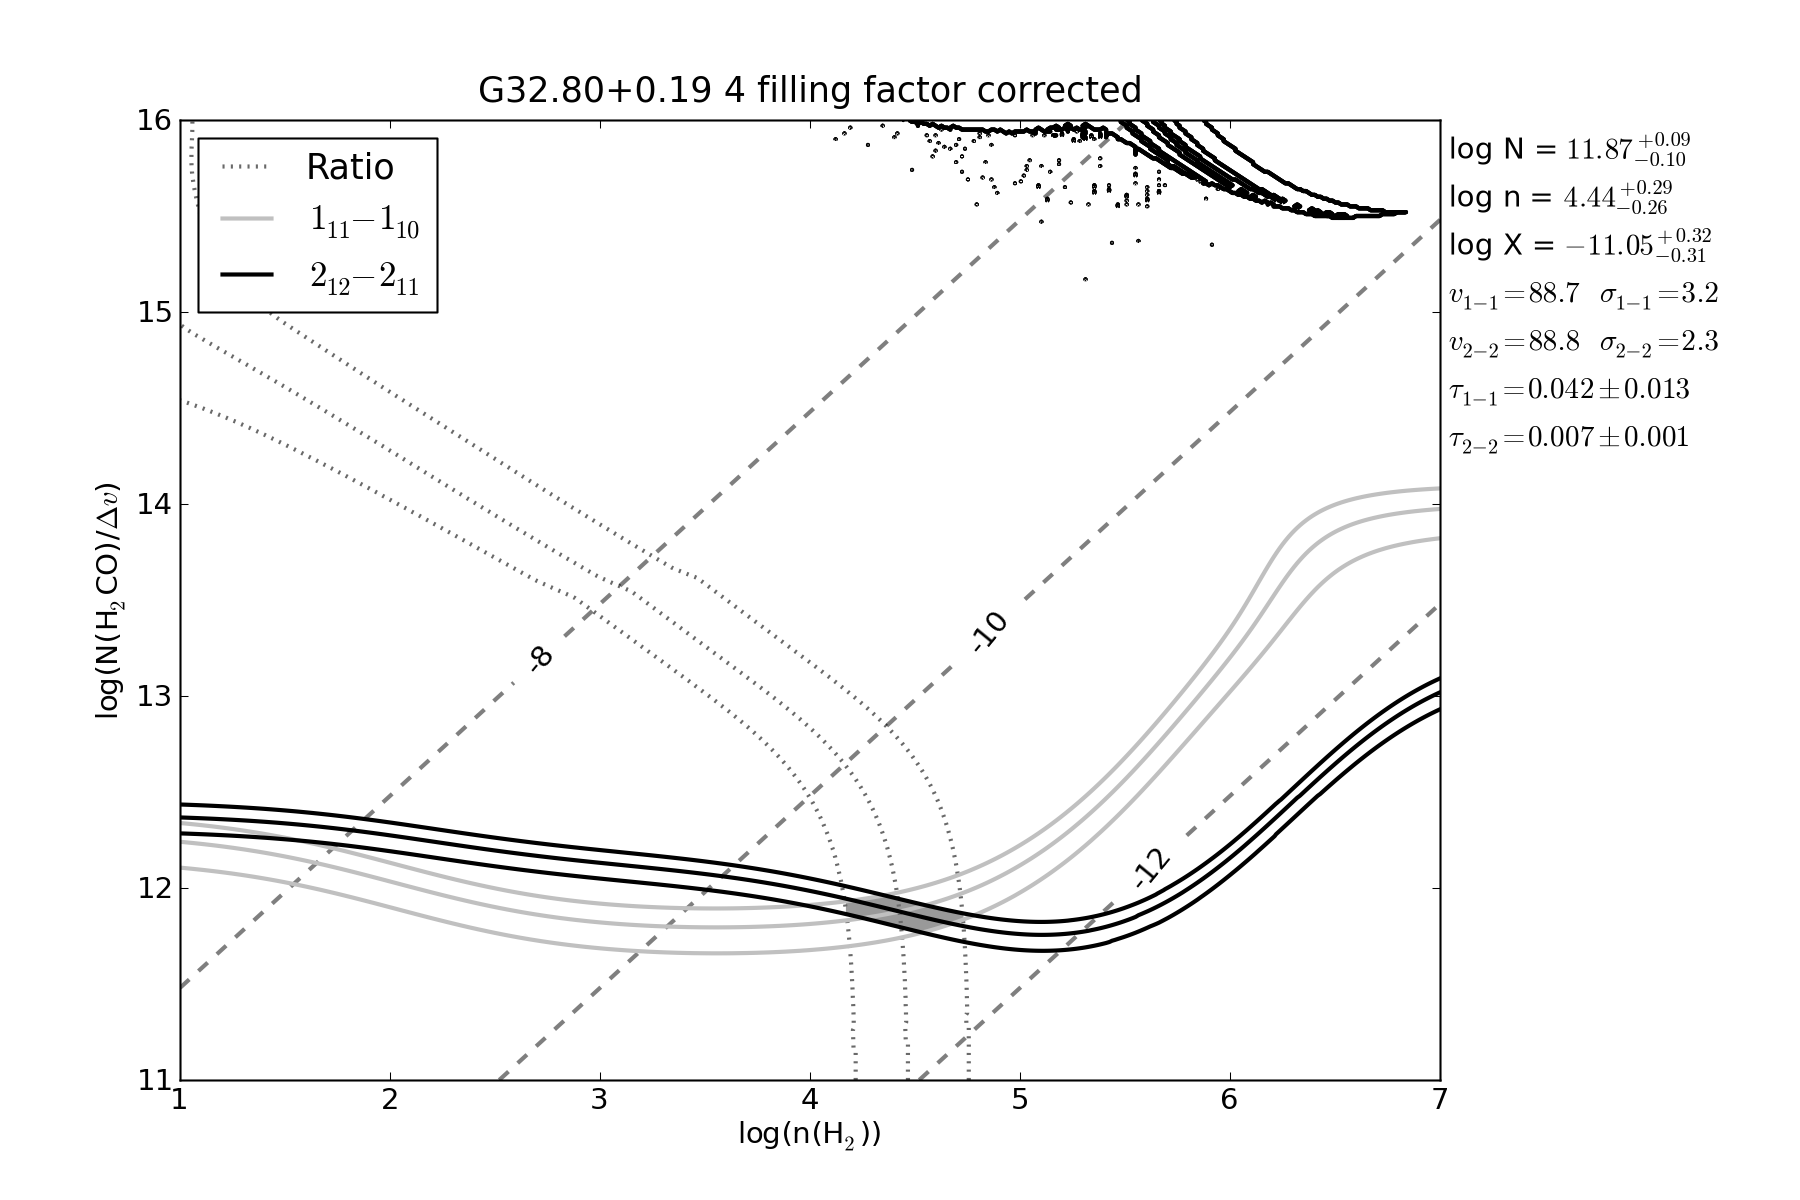 G32.80+0.19 4 filling factor corrected
16
15
14
13
12
11
log(N(H₂CO)/Δv)
Ratio
1₁₁−1₁₀
2₁₂−2₁₁
-8
-10
-12
1 2 3 4 5 6 7
log(n(H₂))
log N = 11.87^{+0.09}_{−0.10}
log n = 4.44^{+0.29}_{−0.26}
log X = −11.05^{+0.32}_{−0.31}
v₁₋₁=88.7 σ₁₋₁=3.2
v₂₋₂=88.8 σ₂₋₂=2.3
τ₁₋₁=0.042±0.013
τ₂₋₂=0.007±0.001